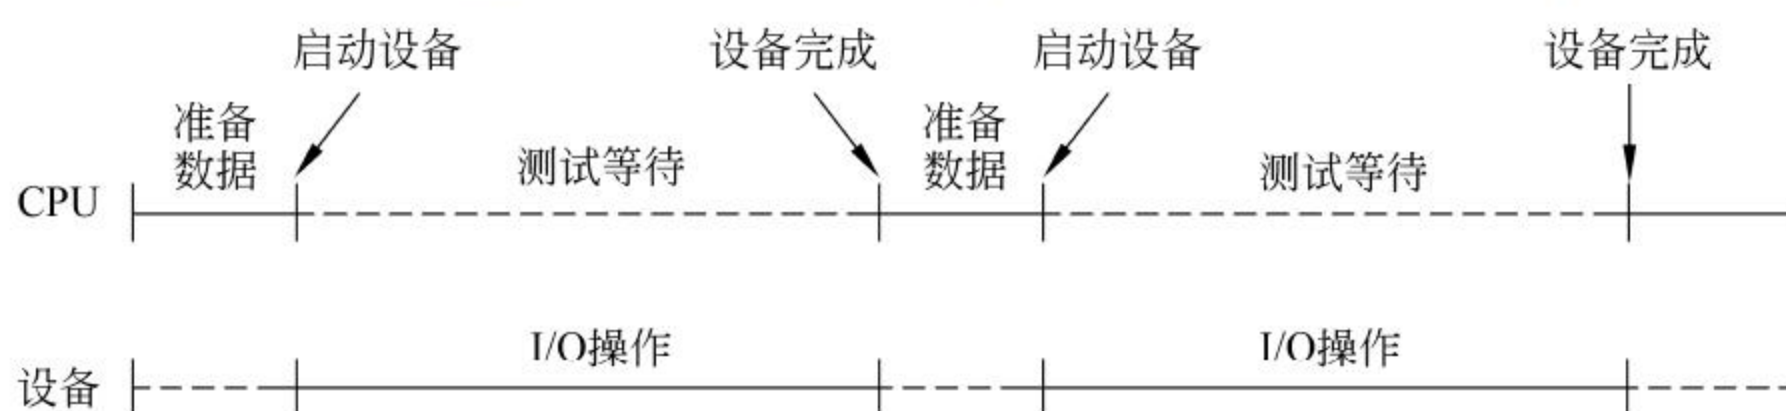 启动设备 设备完成 启动设备 设备完成
准备 准备
数据 测试等待 数据 测试等待
CPU
I/O操作 I/O操作
设备